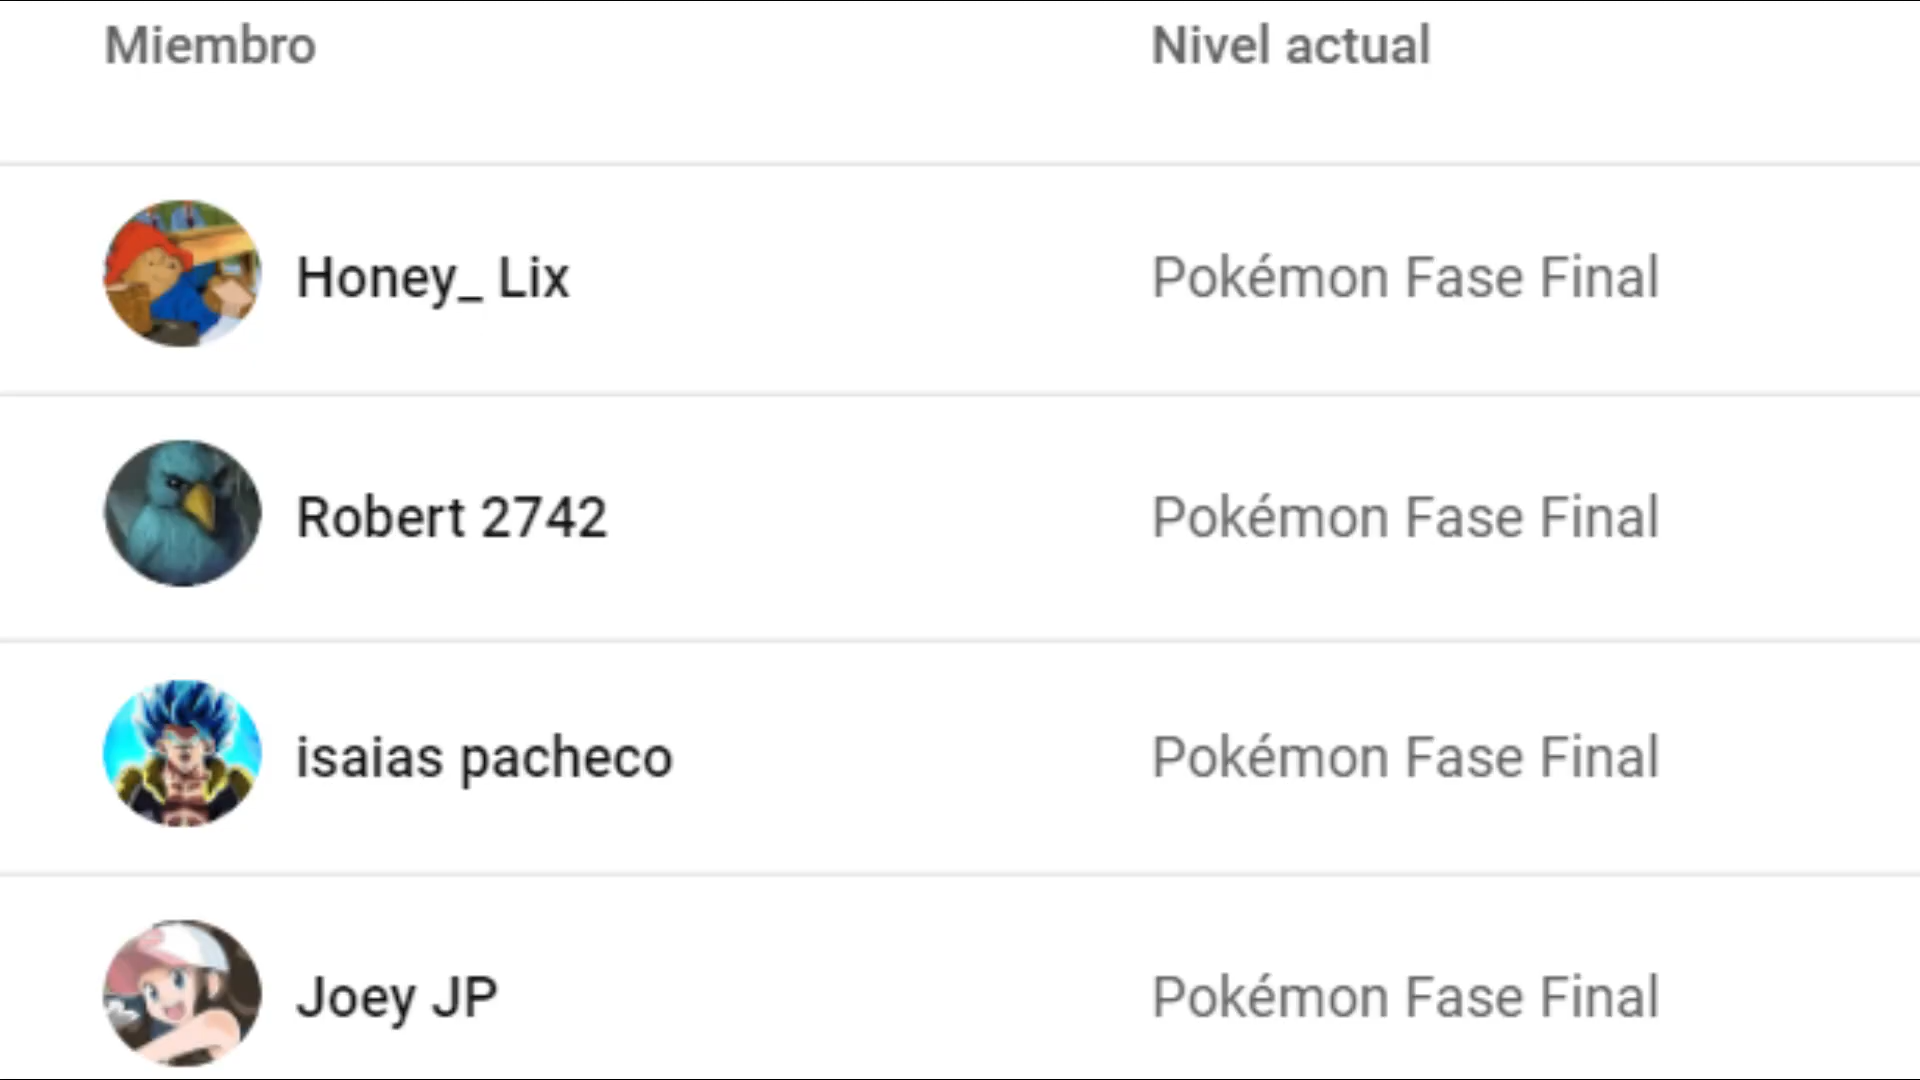 Miembro Nivel actual
Honey_ Lix Pokémon Fase Final
Robert 2742 Pokémon Fase Final
isaias pacheco Pokémon Fase Final
Joey JP Pokémon Fase Final